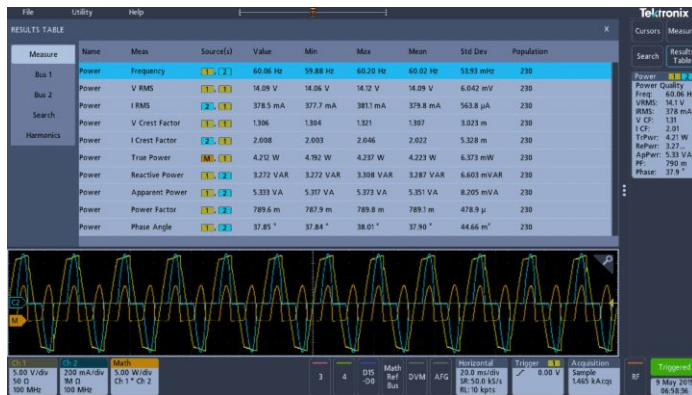 File Utility Help Tektronix
RESULTS TABLE X Cursors Measure
Measure Name Meas Source(s) Value Min Max Mean Std Dev Population Search Results Table
Power Frequency 1, 2 60.06 Hz 59.88 Hz 60.20 Hz 60.02 Hz 53.93 mHz 230
Bus 1 Power V RMS 1, 1 14.09 V 14.06 V 14.12 V 14.09 V 6.042 mV 230
Bus 2 Power I RMS 2, 1 378.5 mA 377.7 mA 381.1 mA 379.8 mA 563.8 µA 230
Search Power V Crest Factor 1, 1 1.306 1.304 1.321 1.307 3.023 m 230
Harmonics Power I Crest Factor 2, 1 2.008 2.003 2.046 2.022 5.328 m 230
Power True Power M, 1 4.212 W 4.192 W 4.237 W 4.223 W 6.373 mW 230
Power Reactive Power 1, 2 3.272 VAR 3.272 VAR 3.308 VAR 3.287 VAR 6.603 mVAR 230
Power Apparent Power 1, 2 5.333 VA 5.317 VA 5.373 VA 5.351 VA 8.205 mVA 230
Power Power Factor 1, 2 789.6 m 787.9 m 789.8 m 789.1 m 478.9 µ 230
Power Phase Angle 1, 2 37.85 ° 37.84 ° 38.01 ° 37.90 ° 44.66 m° 230
Power 1 2
Power Quality
Freq: 60.06 H
VRMS: 14.1 V
IRMS: 378 mA
V CF: 1.31
I CF: 2.01
TrPwr: 4.21 W
RePwr: 3.27...
ApPwr: 5.33 VA
PF: 790 m
Phase: 37.9 °
C2
M
Ch 1
5.00 V/div
50 Ω
100 MHz
Ch 2
200 mA/div
1M Ω
100 MHz
Math
5.00 W/div
Ch 1 * Ch 2
3
4
D15
-D0
Math
Ref
Bus
DVM
AFG
Horizontal
20.0 ms/div
SR: 50.0 kS/s
RL: 10 kpts
Trigger 1
0.00 V
Acquisition
Sample
1.465 kAcqs
RF
Triggered
9 May 201
06:58:36